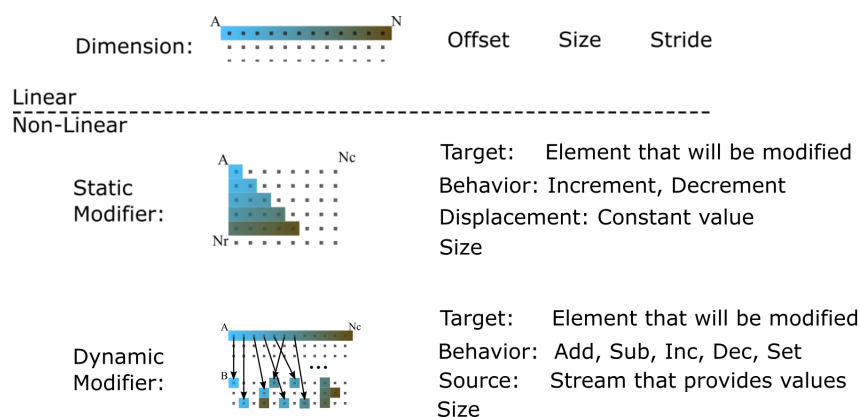 A N
Dimension: Offset Size Stride
Linear
Non-Linear
A Nc
Static
Modifier:
Nr
Target: Element that will be modified
Behavior: Increment, Decrement
Displacement: Constant value
Size
A Nc
Dynamic
Modifier:
B
...
Target: Element that will be modified
Behavior: Add, Sub, Inc, Dec, Set
Source: Stream that provides values
Size